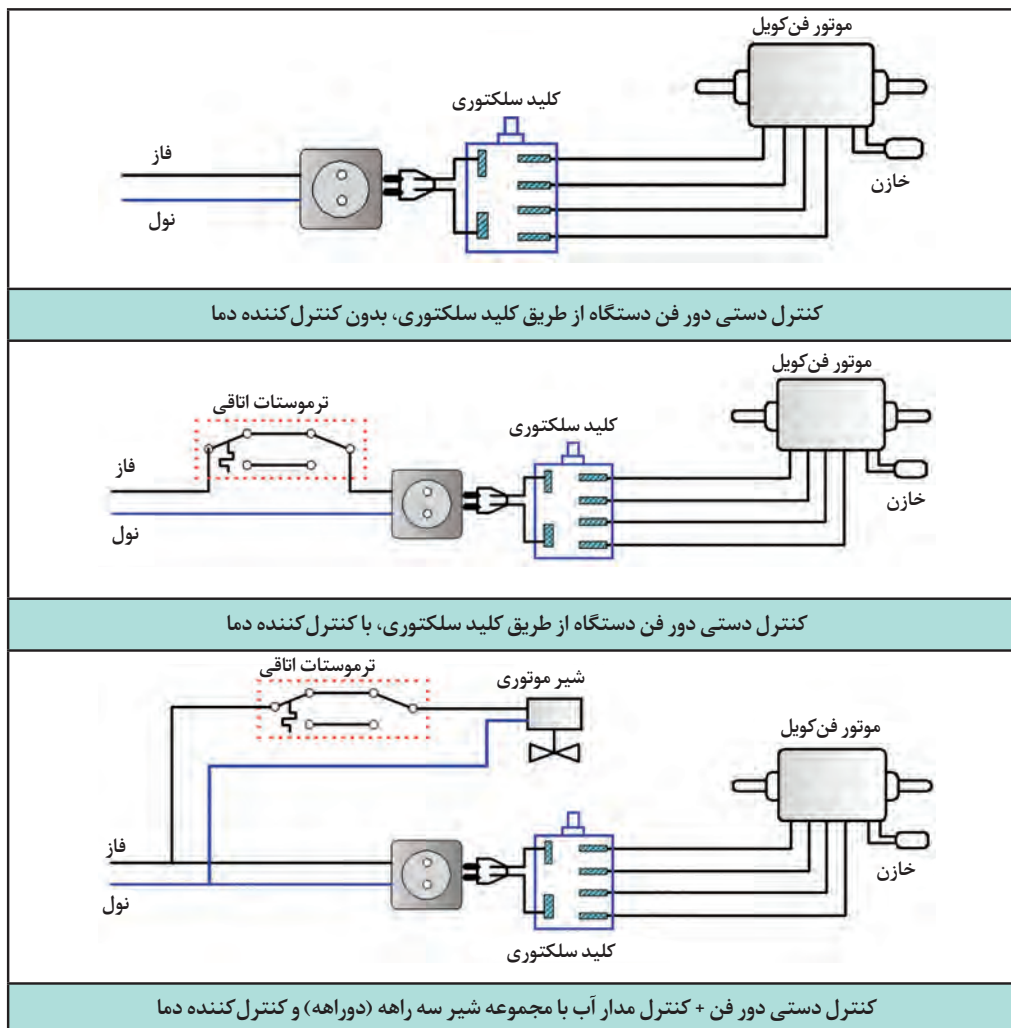 موتور فن‌کویل
کلید سلکتوری
فاز
نول
خازن
کنترل دستی دور فن دستگاه از طریق کلید سلکتوری، بدون کنترل‌کننده دما
موتور فن‌کویل
ترموستات اتاقی
کلید سلکتوری
فاز
نول
خازن
کنترل دستی دور فن دستگاه از طریق کلید سلکتوری، با کنترل‌کننده دما
ترموستات اتاقی
شیر موتوری
موتور فن‌کویل
فاز
نول
خازن
کلید سلکتوری
کنترل دستی دور فن + کنترل مدار آب با مجموعه شیر سه راهه (دوراهه) و کنترل‌کننده دما